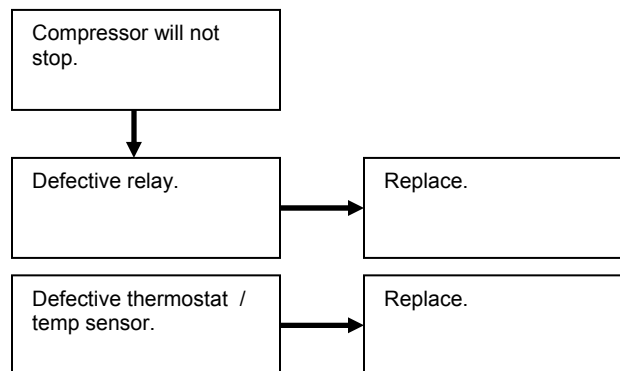 Compressor will not
stop.
Defective relay.
Replace.
Defective thermostat / 
temp sensor.
Replace.